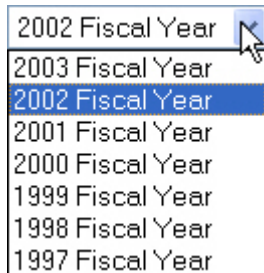 2002 Fiscal Year
2003 Fiscal Year
2002 Fiscal Year
2001 Fiscal Year
2000 Fiscal Year
1999 Fiscal Year
1998 Fiscal Year
1997 Fiscal Year